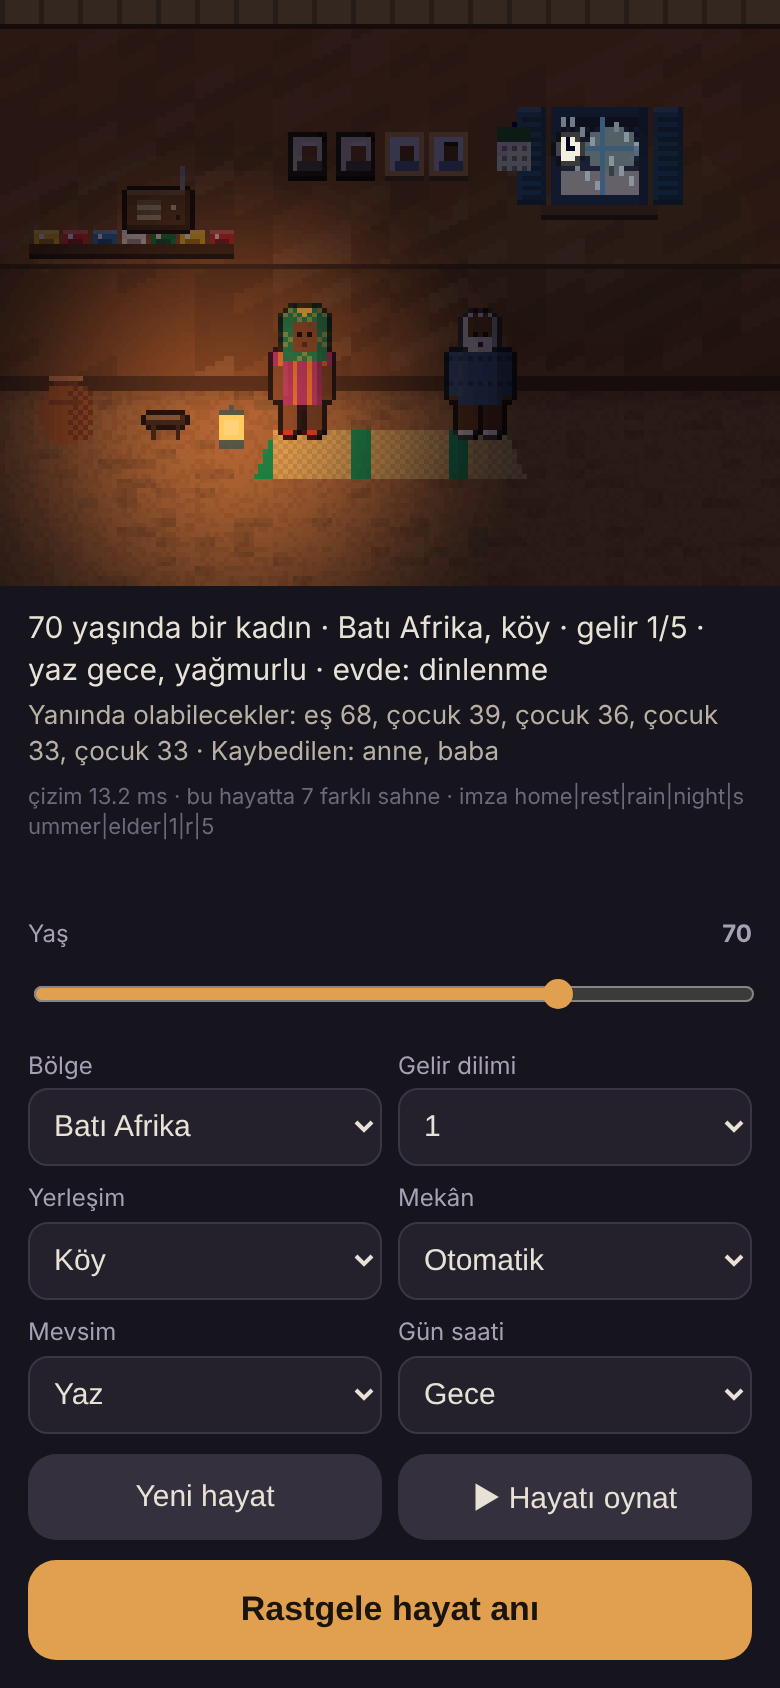 70 yaşında bir kadın · Batı Afrika, köy · gelir 1/5 ·
yaz gece, yağmurlu · evde: dinlenme
Yanında olabilecekler: eş 68, çocuk 39, çocuk 36, çocuk
33, çocuk 33 · Kaybedilen: anne, baba
çizim 13.2 ms · bu hayatta 7 farklı sahne · imza home|rest|rain|night|s
ummer|elder|1|r|5
Yaş 70
Bölge Gelir dilimi
Batı Afrika 1
Yerleşim Mekân
Köy Otomatik
Mevsim Gün saati
Yaz Gece
Yeni hayat ▶ Hayatı oynat
Rastgele hayat anı